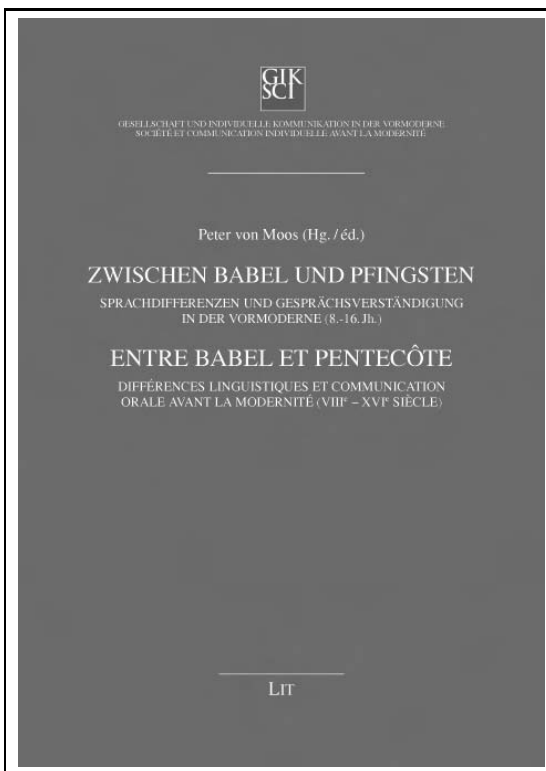 GIK
SCI
GESELLSCHAFT UND INDIVIDUELLE KOMMUNIKATION IN DER VORMODERNE
SOCIÉTÉ ET COMMUNICATION INDIVIDUELLE AVANT LA MODERNITÉ
Peter von Moos (Hg. / éd.)
ZWISCHEN BABEL UND PFINGSTEN
SPRACHDIFFERENZEN UND GESPRÄCHSVERSTÄNDIGUNG
IN DER VORMODERNE (8.-16. Jh.)
ENTRE BABEL ET PENTECÔTE
DIFFÉRENCES LINGUISTIQUES ET COMMUNICATION
ORALE AVANT LA MODERNITÉ (VIIIᵉ – XVIᵉ SIÈCLE)
LIT